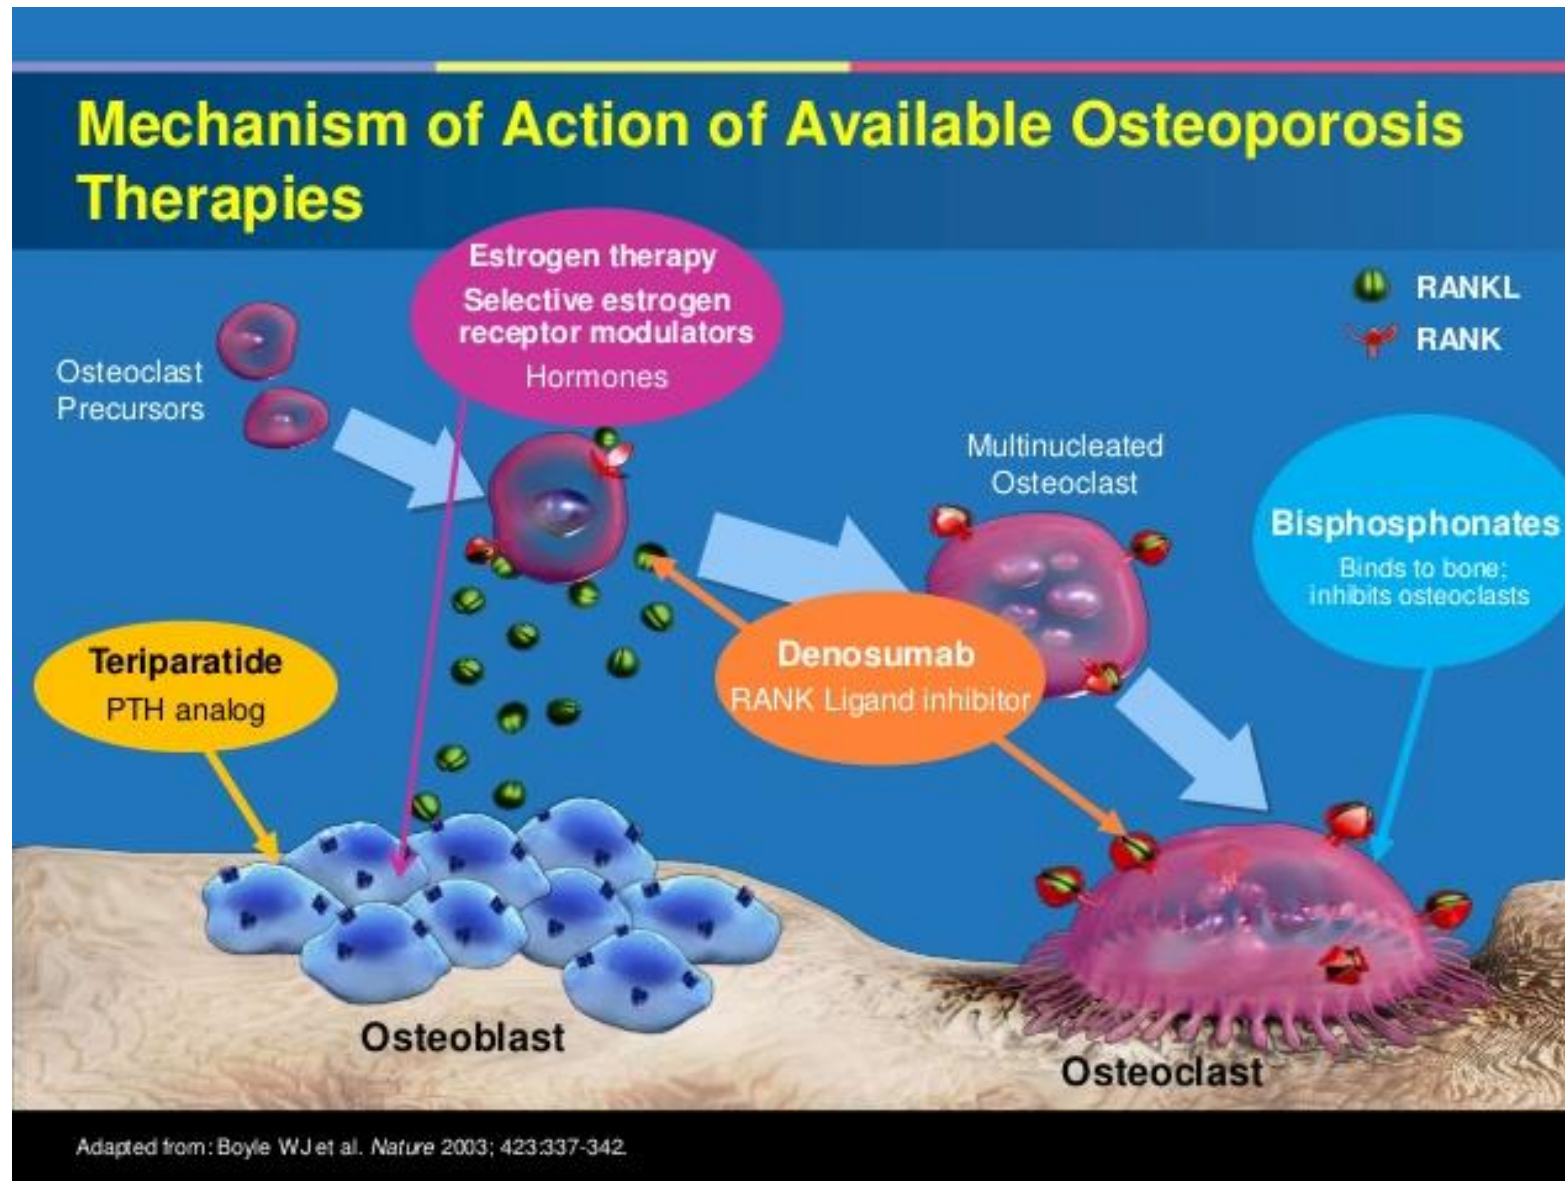 Mechanism of Action of Available Osteoporosis
Therapies
Estrogen therapy
Selective estrogen
receptor modulators
Hormones
RANKL
RANK
Osteoclast
Precursors
Multinucleated
Osteoclast
Bisphosphonates
Binds to bone;
inhibits osteoclasts
Teriparatide
PTH analog
Denosumab
RANK Ligand inhibitor
Osteoblast
Osteoclast
Adapted from: Boyle WJ et al. Nature 2003; 423:337-342.